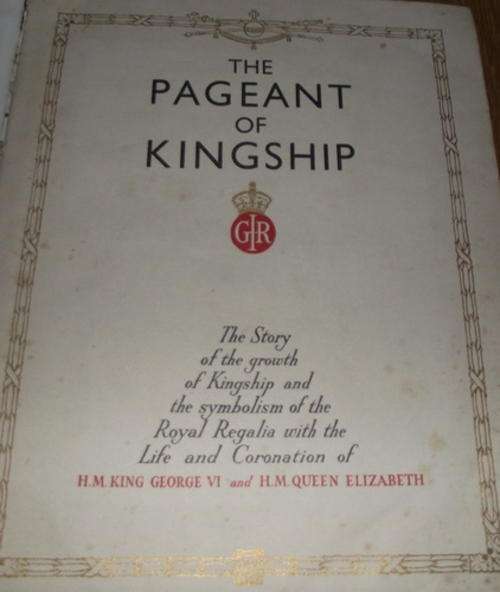 THE
PAGEANT
OF
KINGSHIP
GIR
The Story
of the growth
of Kingship and
the symbolism of the
Royal Regalia with the
Life and Coronation of
H.M. KING GEORGE VI and H.M. QUEEN ELIZABETH